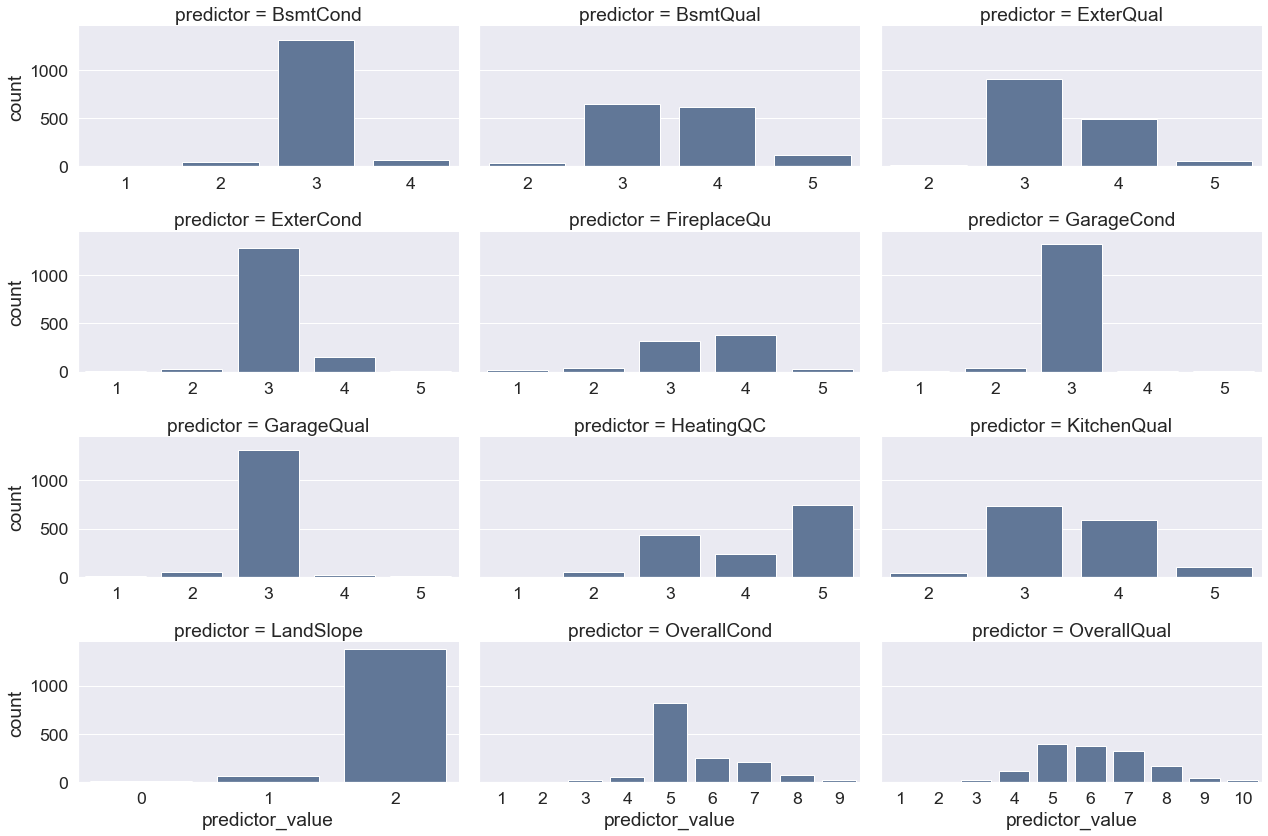 predictor = BsmtCond predictor = BsmtQual predictor = ExterQual
1000
500
0
count
1 2 3 4 2 3 4 5 2 3 4 5
predictor = ExterCond predictor = FireplaceQu predictor = GarageCond
1000
500
0
count
1 2 3 4 5 1 2 3 4 5 1 2 3 4 5
predictor = GarageQual predictor = HeatingQC predictor = KitchenQual
1000
500
0
count
1 2 3 4 5 1 2 3 4 5 2 3 4 5
predictor = LandSlope predictor = OverallCond predictor = OverallQual
1000
500
0
count
0 1 2 1 2 3 4 5 6 7 8 9 1 2 3 4 5 6 7 8 9 10
predictor_value predictor_value predictor_value